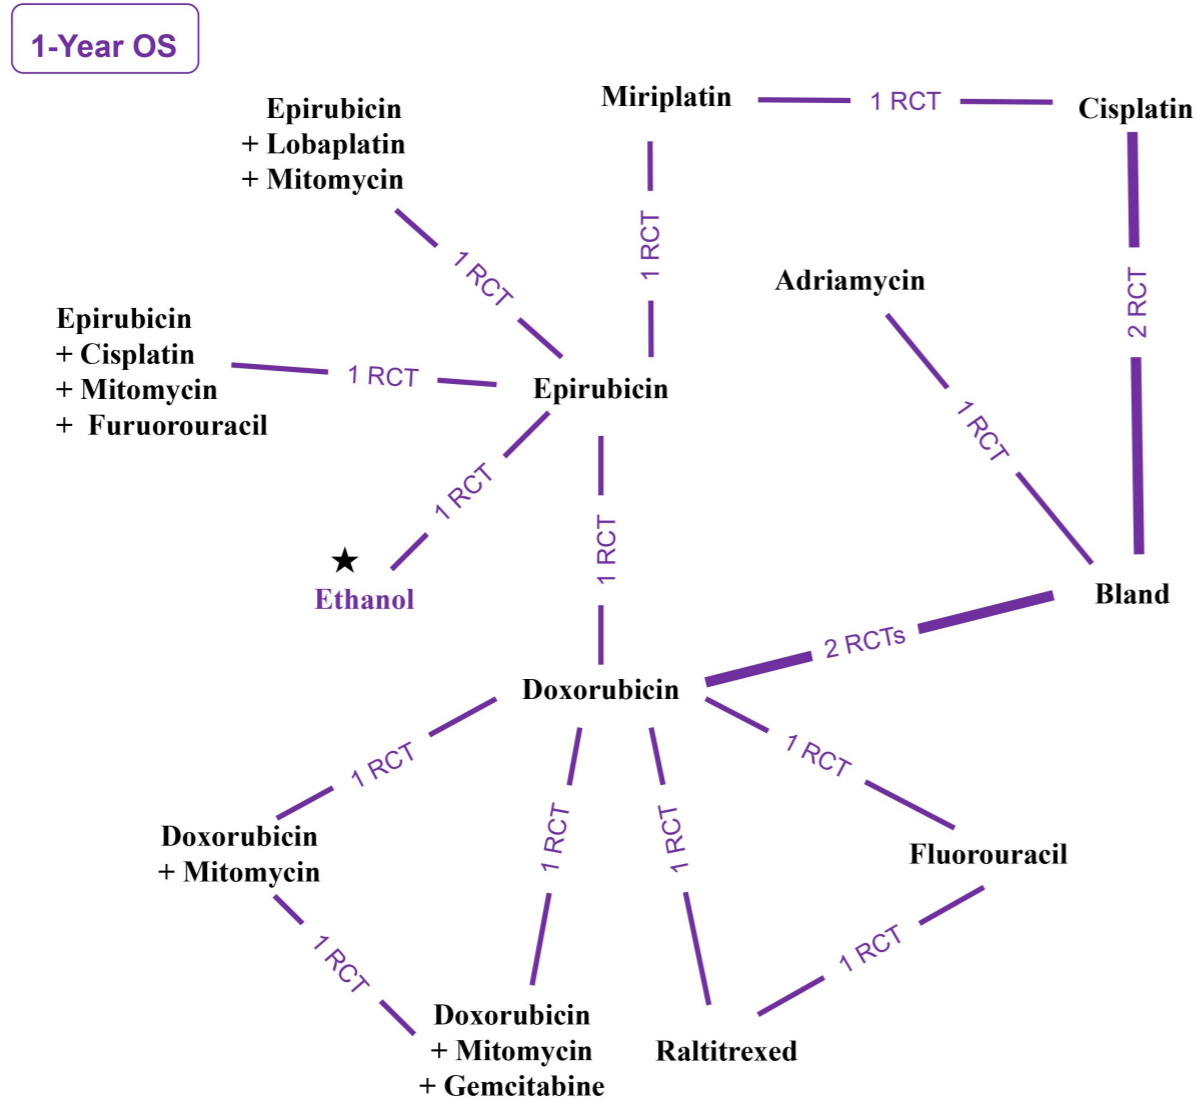 1-Year OS
Miriplatin
1 RCT
Cisplatin
Epirubicin
+ Lobaplatin
+ Mitomycin
1 RCT
1 RCT
2 RCT
Adriamycin
1 RCT
Epirubicin
+ Cisplatin
+ Mitomycin
+ Furuorouracil
1 RCT
Epirubicin
1 RCT
1 RCT
★
Ethanol
Bland
2 RCTs
Doxorubicin
1 RCT
1 RCT
1 RCT
1 RCT
Doxorubicin
+ Mitomycin
Fluorouracil
1 RCT
1 RCT
Doxorubicin
+ Mitomycin
+ Gemcitabine
Raltitrexed